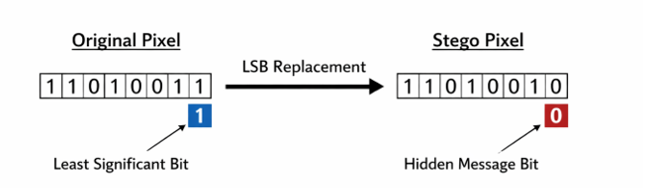 Original Pixel
Stego Pixel
LSB Replacement
1 1 0 1 0 0 1 1
1 1 0 1 0 0 1 0
1
0
Least Significant Bit
Hidden Message Bit